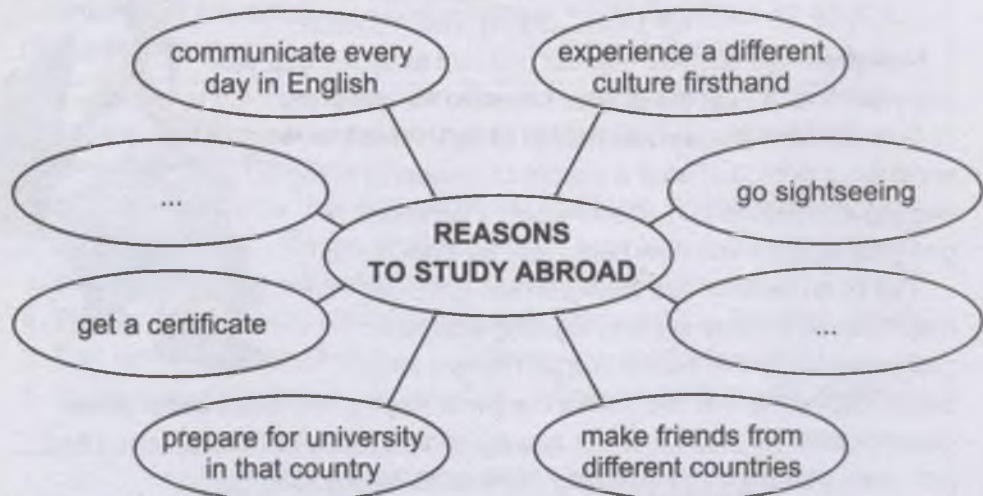 communicate every
day in English
experience a different
culture firsthand
...
go sightseeing
REASONS
TO STUDY ABROAD
get a certificate
...
prepare for university
in that country
make friends from
different countries